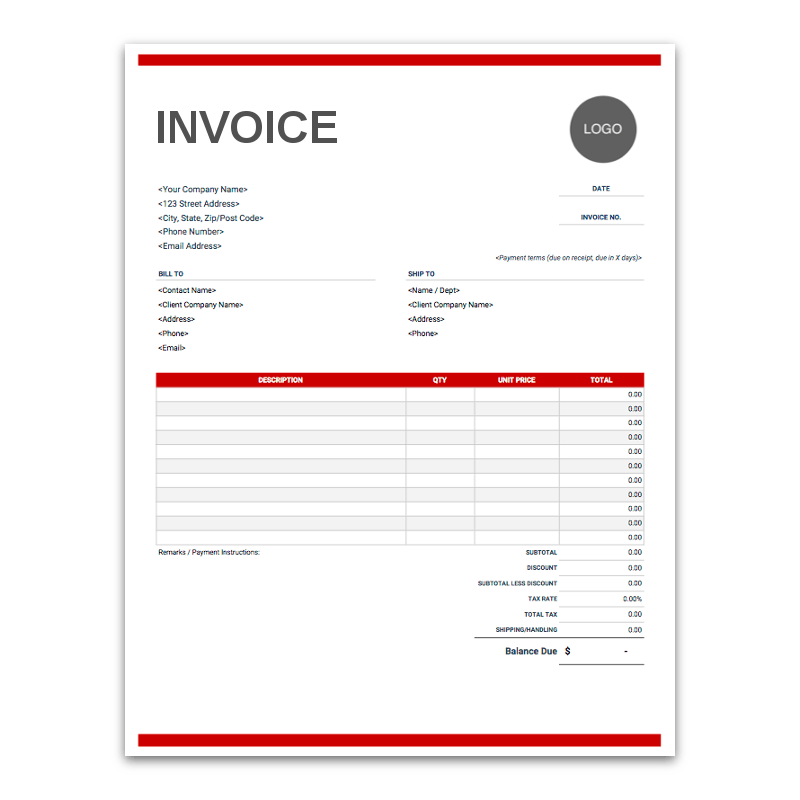 INVOICE
LOGO
<Your Company Name>
DATE
<123 Street Address>
<City, State, Zip/Post Code>
INVOICE NO.
<Phone Number>
<Email Address>
<Payment terms (due on receipt, due in X days)>
BILL TO
SHIP TO
<Contact Name>
<Name / Dept>
<Client Company Name>
<Client Company Name>
<Address>
<Address>
<Phone>
<Phone>
<Email>
DESCRIPTION QTY UNIT PRICE TOTAL
0.00
0.00
0.00
0.00
0.00
0.00
0.00
0.00
0.00
0.00
0.00
Remarks / Payment Instructions:
SUBTOTAL 0.00
DISCOUNT 0.00
SUBTOTAL LESS DISCOUNT 0.00
TAX RATE 0.00%
TOTAL TAX 0.00
SHIPPING/HANDLING 0.00
Balance Due $ -